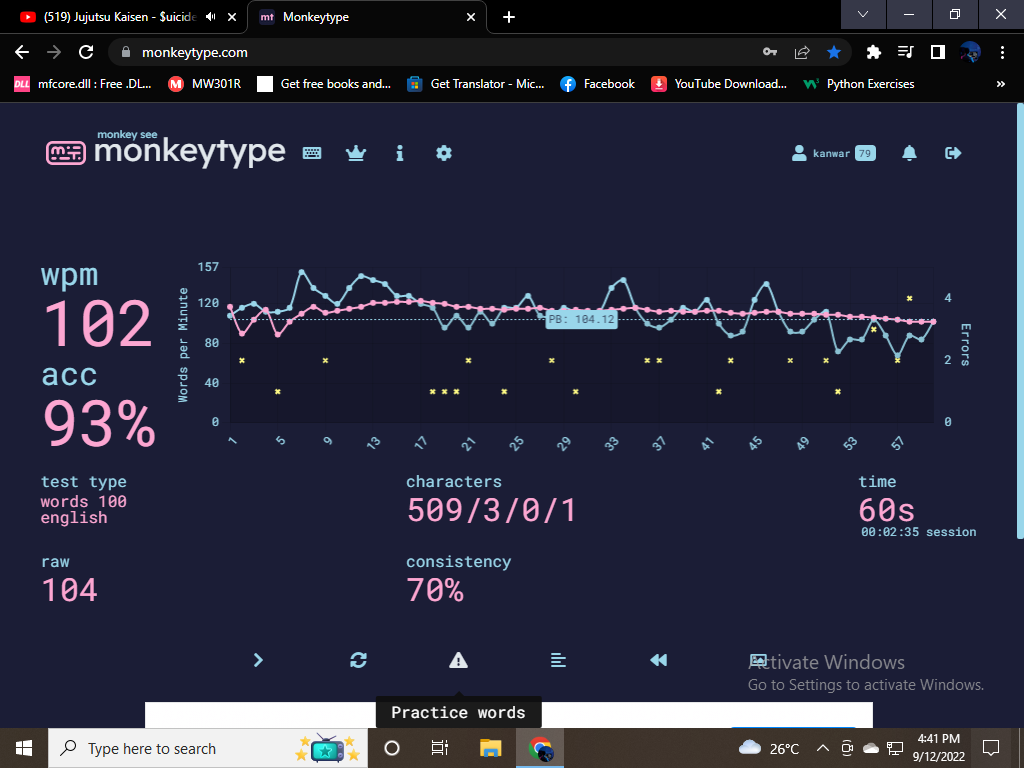 (519) Jujutsu Kaisen - $uicide
Monkeytype
monkeytype.com
DLL mfcore.dll : Free .DL...
M MW301R
Get free books and...
Get Translator - Mic...
Facebook
YouTube Download...
Python Exercises
»
monkey see
monkeytype
kanwar 79
wpm
102
acc
93%
Words per Minute
157
120
80
40
0
PB: 104.12
4
2
0
Errors
1 5 9 13 17 21 25 29 33 37 41 45 49 53 57
test type
words 100
english
characters
509/3/0/1
time
60s
00:02:35 session
raw
104
consistency
70%
Activate Windows
Go to Settings to activate Windows.
Practice words
Type here to search
26°C
4:41 PM
9/12/2022